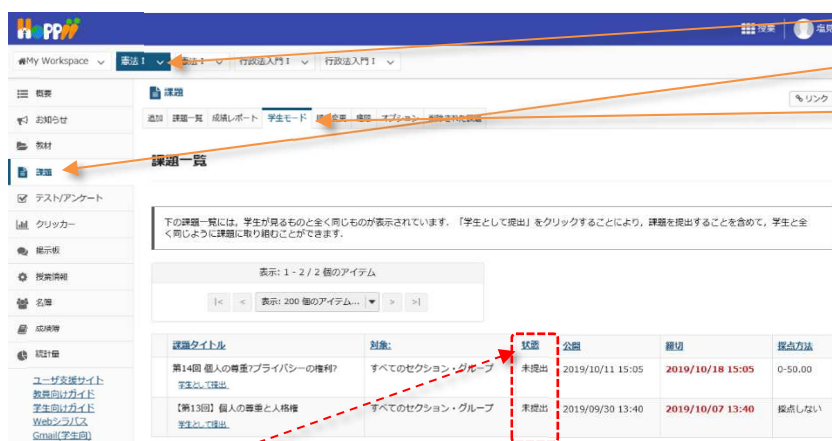 Hoppii
授業
塩見
My Workspace
憲法 I
憲法 I
行政法入門 I
行政法入門 I
概要
お知らせ
教材
課題
テスト/アンケート
クリッカー
掲示板
授業情報
名簿
成績簿
統計量
ユーザ支援サイト
教員向けガイド
学生向けガイド
Webシラバス
Gmail(学生向)
課題
リンク
追加 課題一覧 成績レポート 学生モード オプション 削除された課題
課題一覧
下の課題一覧には，学生が見るものと全く同じものが表示されています．「学生として提出」をクリックすることにより，課題を提出することを含めて，学生と全
く同じように課題に取り組むことができます．
表示: 1 - 2 / 2 個のアイテム
|< < 表示: 200 個のアイテム... ▼ > >|
課題タイトル 対象: 状態 公開 締切 採点方法
第14回 個人の尊重?プライバシーの権利? すべてのセクション・グループ 未提出 2019/10/11 15:05 2019/10/18 15:05 0-50.00
学生として提出
【第13回】個人の尊重と人格権 すべてのセクション・グループ 未提出 2019/09/30 13:40 2019/10/07 13:40 採点しない
学生として提出